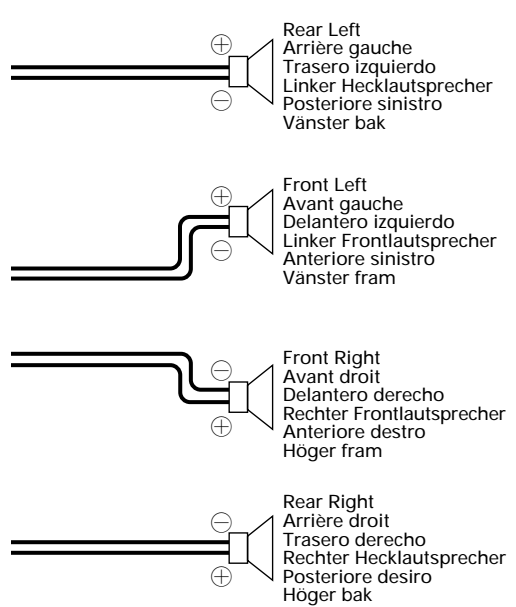 ⊕
Rear Left
Arrière gauche
Trasero izquierdo
Linker Hecklautsprecher
⊖
Posteriore sinistro
Vänster bak
⊕
Front Left
Avant gauche
Delantero izquierdo
Linker Frontlautsprecher
⊖
Anteriore sinistro
Vänster fram
⊖
Front Right
Avant droit
Delantero derecho
Rechter Frontlautsprecher
⊕
Anteriore destro
Höger fram
⊖
Rear Right
Arrière droit
Trasero derecho
Rechter Hecklautsprecher
⊕
Posteriore desiro
Höger bak